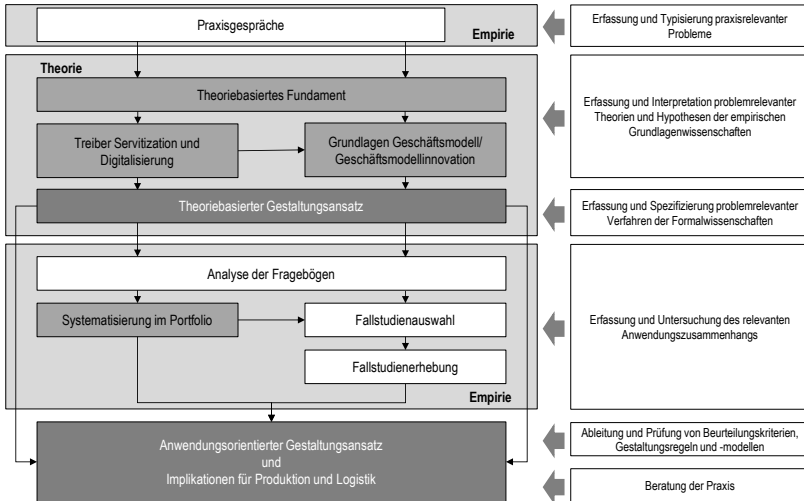 Praxisgespräche
Empirie
Erfassung und Typisierung praxisrelevanter
Probleme
Theorie
Theoriebasiertes Fundament
Treiber Servitization und
Digitalisierung
Grundlagen Geschäftsmodell/
Geschäftsmodellinnovation
Erfassung und Interpretation problemrelevanter
Theorien und Hypothesen der empirischen
Grundlagenwissenschaften
Theoriebasierter Gestaltungsansatz
Erfassung und Spezifizierung problemrelevanter
Verfahren der Formalwissenschaften
Analyse der Fragebögen
Systematisierung im Portfolio
Fallstudienauswahl
Fallstudienerhebung
Empirie
Erfassung und Untersuchung des relevanten
Anwendungszusammenhangs
Anwendungsorientierter Gestaltungsansatz
und
Implikationen für Produktion und Logistik
Ableitung und Prüfung von Beurteilungskriterien,
Gestaltungsregeln und -modellen
Beratung der Praxis